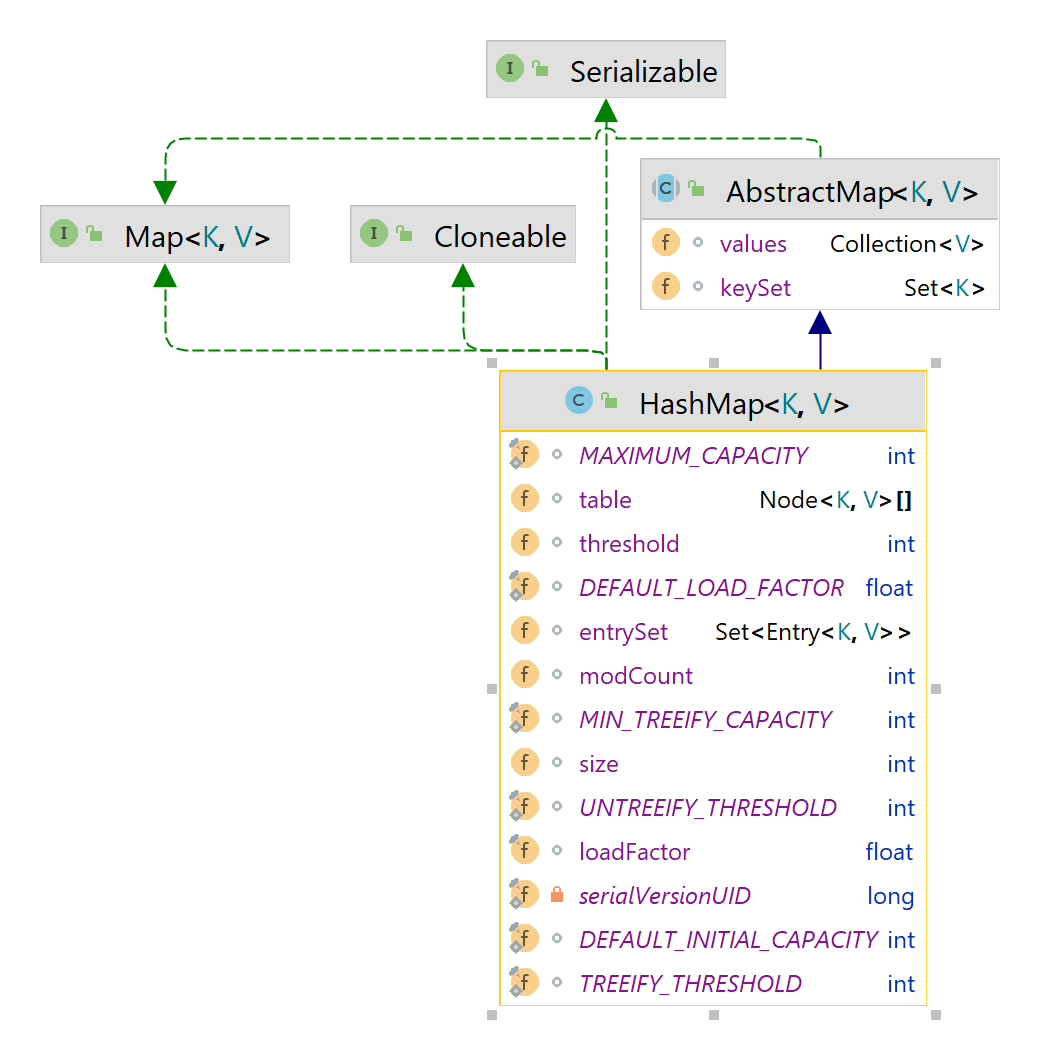 I Serializable
C AbstractMap<K, V>
f values Collection<V>
f keySet Set<K>
I Map<K, V>
I Cloneable
C HashMap<K, V>
f MAXIMUM_CAPACITY int
f table Node<K, V>[]
f threshold int
f DEFAULT_LOAD_FACTOR float
f entrySet Set<Entry<K, V>>
f modCount int
f MIN_TREEIFY_CAPACITY int
f size int
f UNTREEIFY_THRESHOLD int
f loadFactor float
f serialVersionUID long
f DEFAULT_INITIAL_CAPACITY int
f TREEIFY_THRESHOLD int